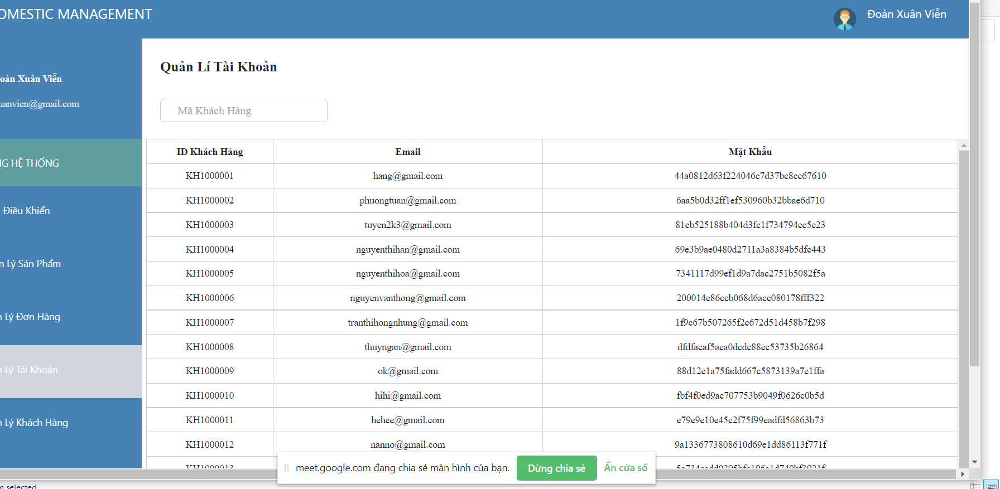 OMESTIC MANAGEMENT
Đoàn Xuân Viễn
oàn Xuân Viễn
uanvien@gmail.com
NG HỆ THỐNG
Điều Khiển
n Lý Sản Phẩm
n Lý Đơn Hàng
n Lý Tài Khoản
n Lý Khách Hàng
Quản Lí Tài Khoản
Mã Khách Hàng
ID Khách Hàng Email Mật Khẩu
KH1000001 hang@gmail.com 44a0812d63f224046e7d37bc8ec67610
KH1000002 phuongtuan@gmail.com 6aa5b0d32ff1ef530960b32bbae6d710
KH1000003 tuyen2k3@gmail.com 81cb525188b404d3fc1f734794ee5e23
KH1000004 nguyenthihan@gmail.com 69e3b9ae0480d2711a3a8384b5dfc443
KH1000005 nguyenthihoa@gmail.com 7341117d99ef1d9a7dac2751b5082f5a
KH1000006 nguyenvanthong@gmail.com 200014e86ceb068d6acc080178fff322
KH1000007 tranthihongnhung@gmail.com 1f9c67b507265f2c672d51d458b7f298
KH1000008 thuyngan@gmail.com dfdfacaf5aea0dcdc88ec53735b26864
KH1000009 ok@gmail.com 88d12e1a75fadd667c5873139a7e1ffa
KH1000010 hihi@gmail.com fbf4f0ed9ac707753b9049f0626c0b5d
KH1000011 hehee@gmail.com e79e9e10e45c2f75f99eadfd56863b73
KH1000012 nanno@gmail.com 9a1336773808610d69e1dd86113f771f
KH1000013
meet.google.com đang chia sẻ màn hình của bạn.
Dừng chia sẻ
Ẩn cửa sổ
selected